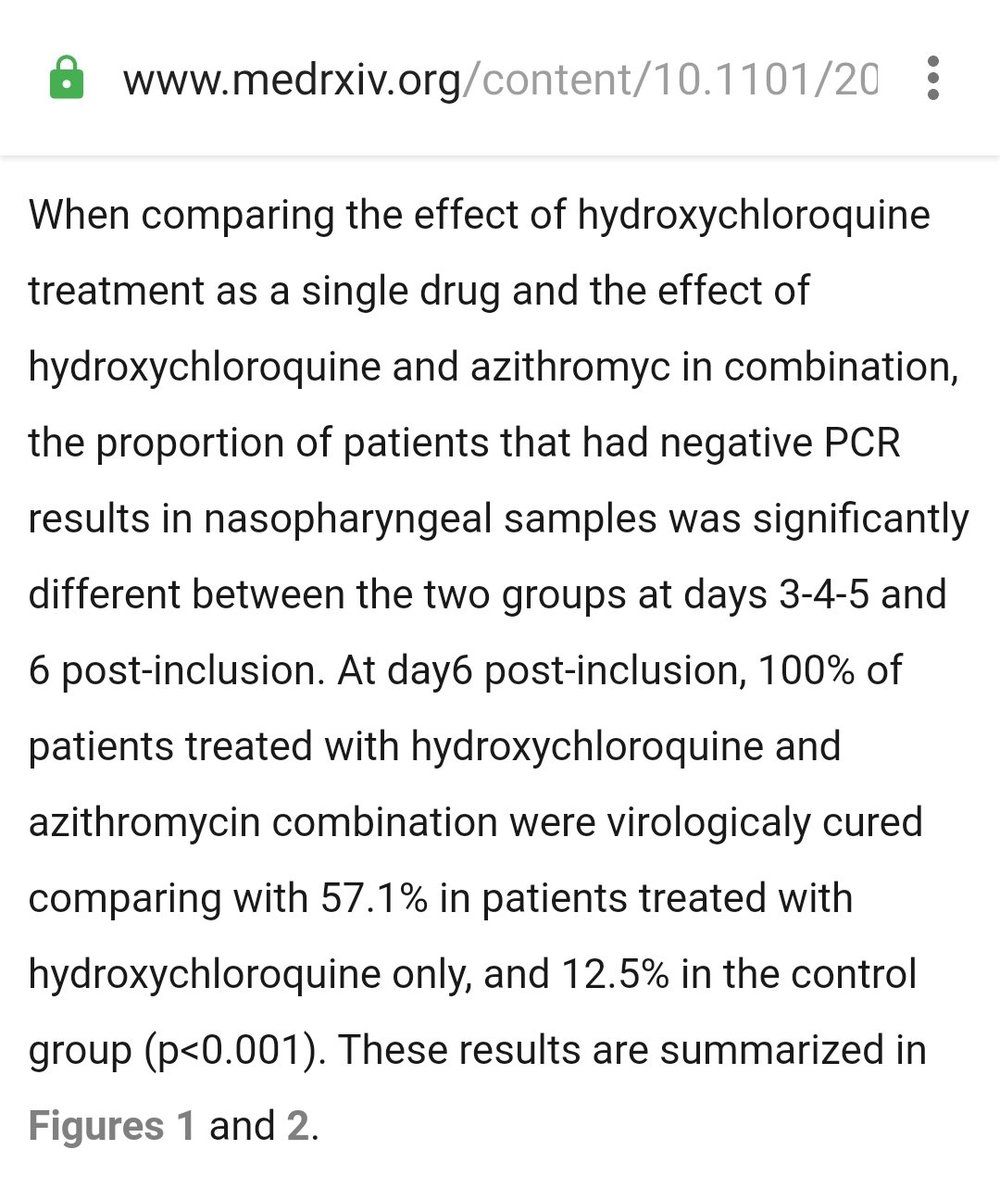 www.medrxiv.org/content/10.1101/20
When comparing the effect of hydroxychloroquine
treatment as a single drug and the effect of
hydroxychloroquine and azithromyc in combination,
the proportion of patients that had negative PCR
results in nasopharyngeal samples was significantly
different between the two groups at days 3-4-5 and
6 post-inclusion. At day6 post-inclusion, 100% of
patients treated with hydroxychloroquine and
azithromycin combination were virologicaly cured
comparing with 57.1% in patients treated with
hydroxychloroquine only, and 12.5% in the control
group (p<0.001). These results are summarized in
Figures 1 and 2.